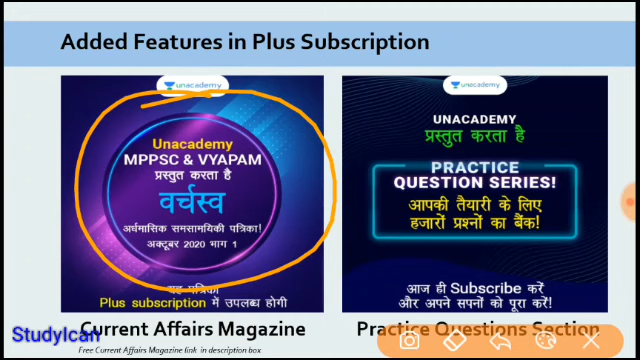 Added Features in Plus Subscription
unacademy
Unacademy
MPPSC & VYAPAM
प्रस्तुत करता है
वर्चस्व
अर्धमासिक समसामयिकी पत्रिका!
अक्टूबर 2020 भाग 1
यह पत्रिका
Plus subscription में उपलब्ध होगी
unacademy
UNACADEMY
प्रस्तुत करता है
PRACTICE
QUESTION SERIES!
आपकी तैयारी के लिए
हजारों प्रश्नों का बैंक!
आज ही Subscribe करें
और अपने सपनों को पूरा करें!
Current Affairs Magazine
Practice Questions Section
StudyIcan
Free Current Affairs Magazine link in description box